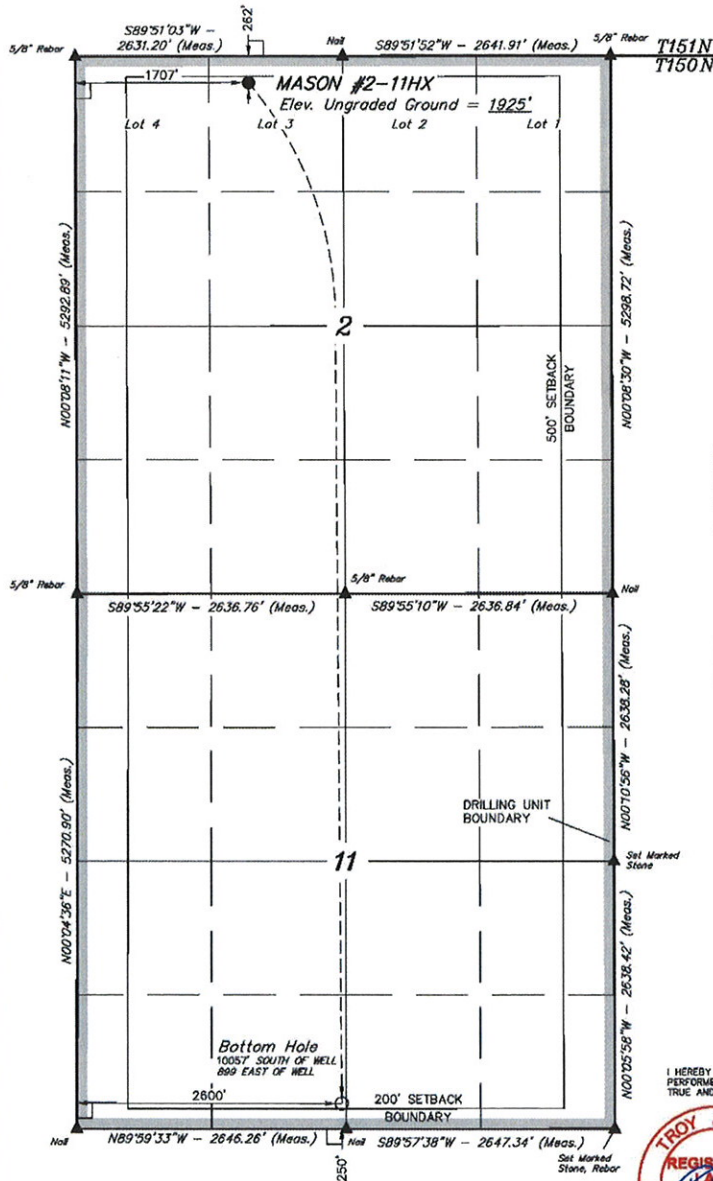 S89°51'03"W –
2631.20' (Meas.)
262'
5/8" Rebar
Nail
S89°51'52"W – 2641.91' (Meas.)
5/8" Rebar
T151N
T150N
1707'
MASON #2-11HX
Elev. Ungraded Ground = 1925'
Lot 4
Lot 3
Lot 2
Lot 1
N00°08'11"W – 5292.89' (Meas.)
2
500' SETBACK
BOUNDARY
N00°08'30"W – 5298.72' (Meas.)
5/8" Rebar
5/8" Rebar
Nail
S89°55'22"W – 2636.76' (Meas.)
S89°55'10"W – 2636.84' (Meas.)
N00°10'56"W – 2638.28' (Meas.)
DRILLING UNIT
BOUNDARY
N00°04'36"E – 5270.90' (Meas.)
11
Set Marked
Stone
N00°05'58"W – 2638.42' (Meas.)
Bottom Hole
10057' SOUTH OF WELL
899 EAST OF WELL
2600'
200' SETBACK
BOUNDARY
Nail
N89°59'33"W – 2646.26' (Meas.)
250'
Nail
S89°57'38"W – 2647.34' (Meas.)
Set Marked
Stone, Rebar
I HEREBY
PERFORME
TRUE AND
TROY
REGIS